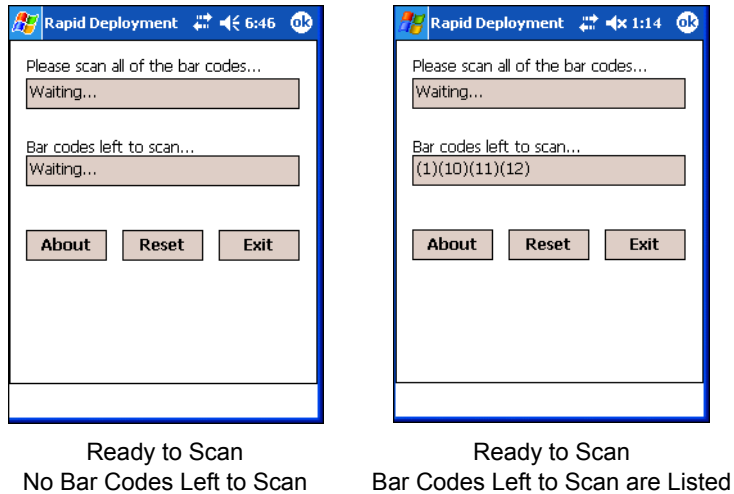 Rapid Deployment 6:46 ok
Please scan all of the bar codes...
Waiting...
Bar codes left to scan...
Waiting...
About Reset Exit
Ready to Scan
No Bar Codes Left to Scan
Rapid Deployment 1:14 ok
Please scan all of the bar codes...
Waiting...
Bar codes left to scan...
(1)(10)(11)(12)
About Reset Exit
Ready to Scan
Bar Codes Left to Scan are Listed